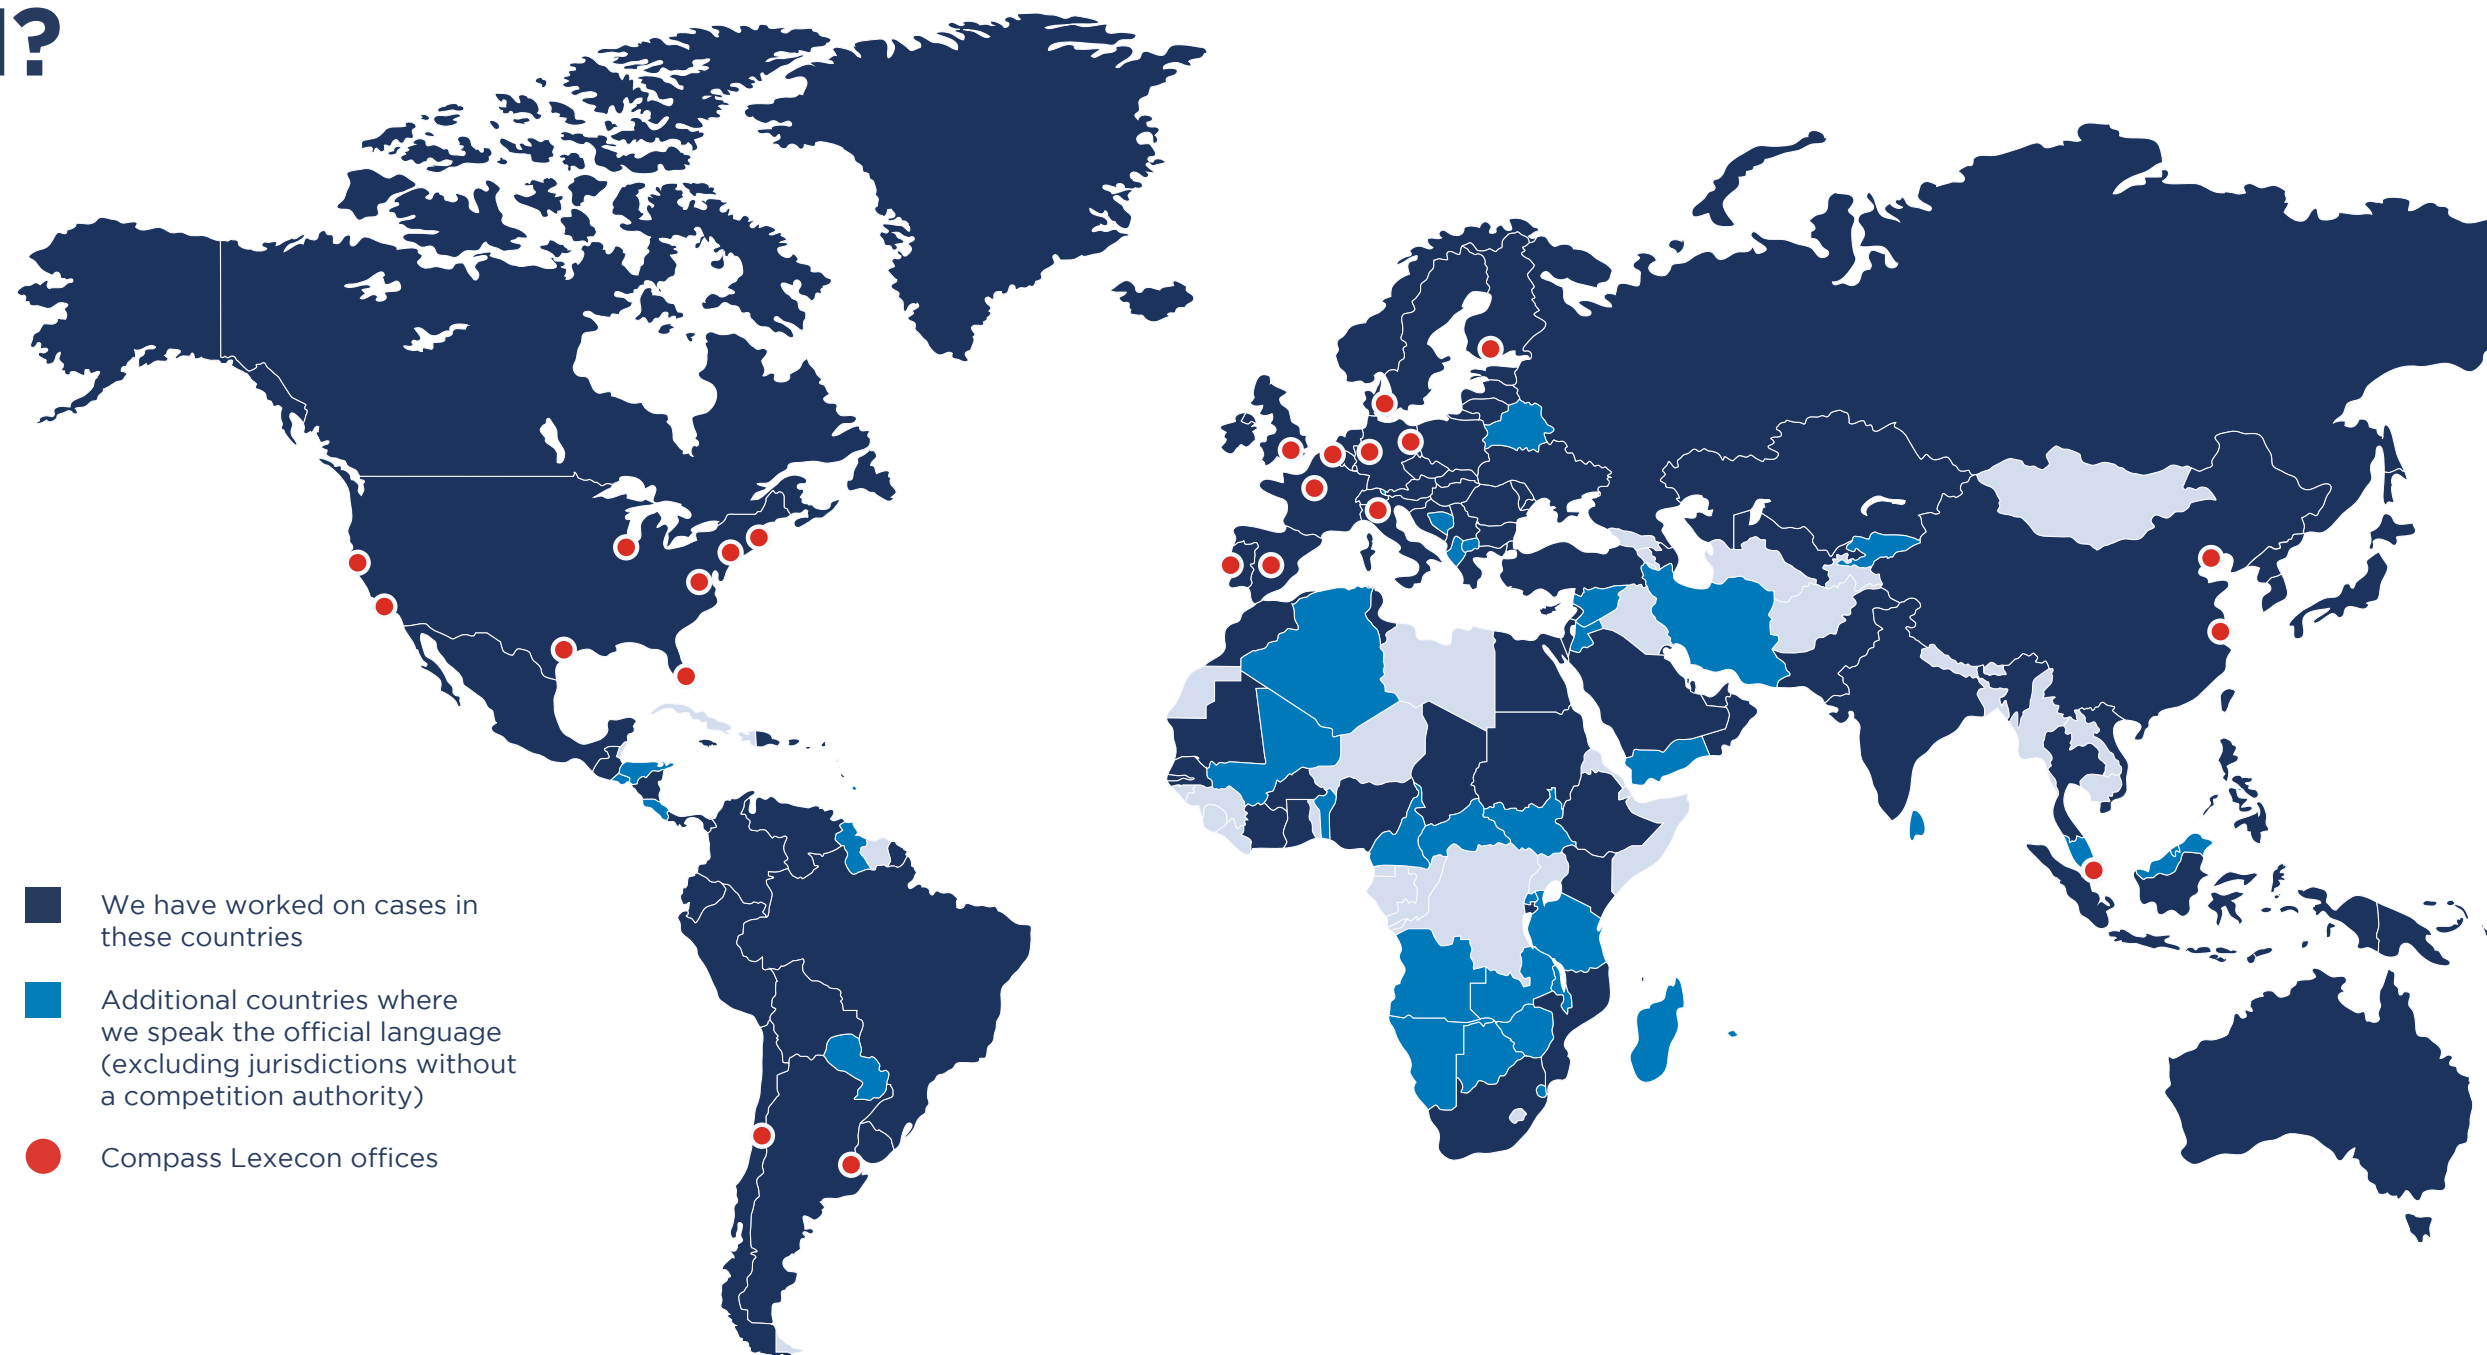 ?
We have worked on cases in
these countries
Additional countries where
we speak the official language
(excluding jurisdictions without
a competition authority)
Compass Lexecon offices